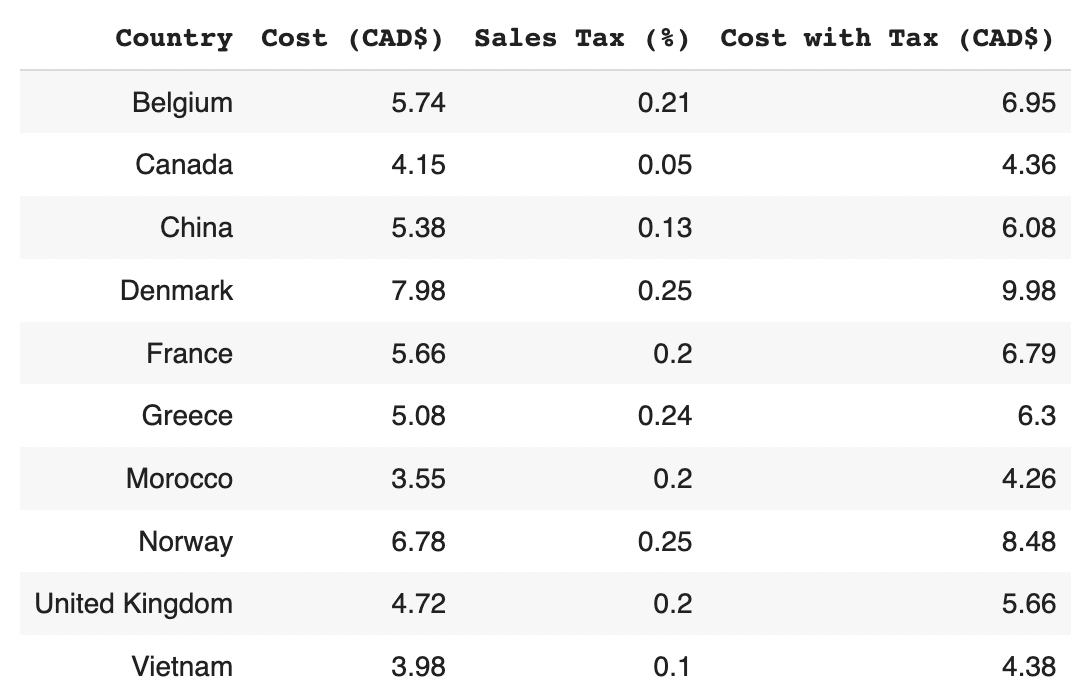 Country Cost (CAD$) Sales Tax (%) Cost with Tax (CAD$)
Belgium 5.74 0.21 6.95
Canada 4.15 0.05 4.36
China 5.38 0.13 6.08
Denmark 7.98 0.25 9.98
France 5.66 0.2 6.79
Greece 5.08 0.24 6.3
Morocco 3.55 0.2 4.26
Norway 6.78 0.25 8.48
United Kingdom 4.72 0.2 5.66
Vietnam 3.98 0.1 4.38